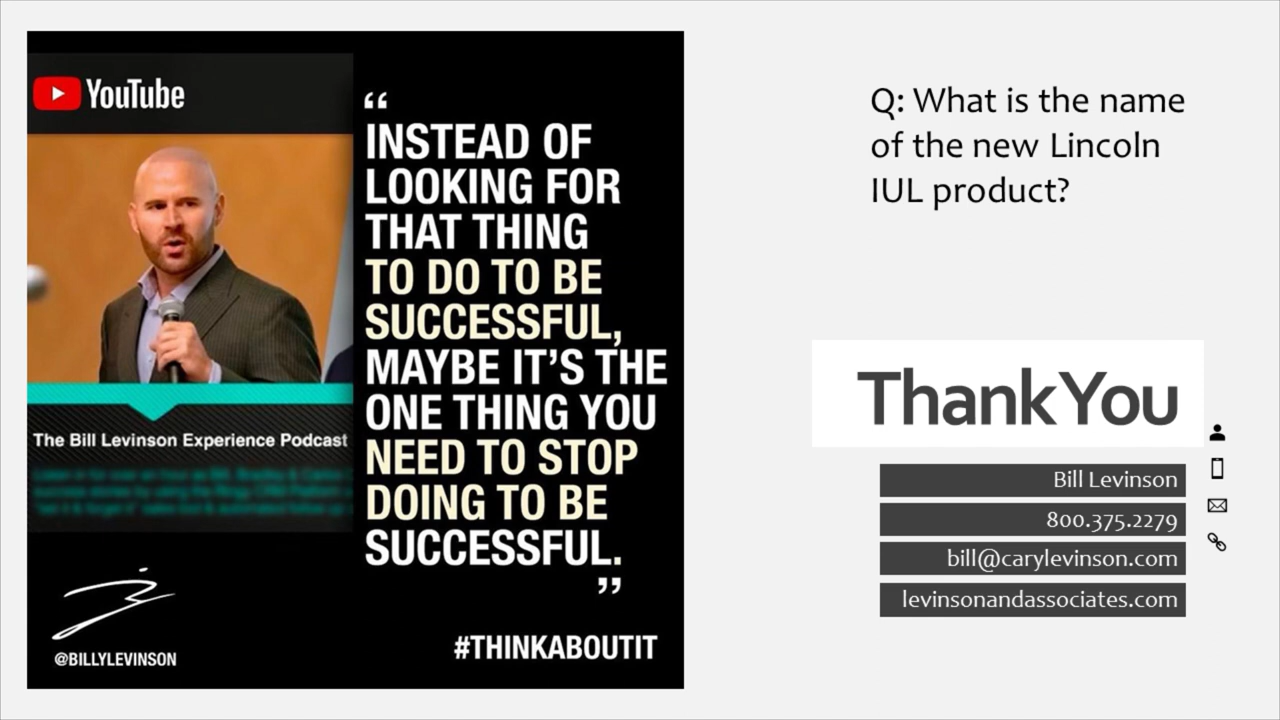 YouTube
“
INSTEAD OF
LOOKING FOR
THAT THING
TO DO TO BE
SUCCESSFUL,
MAYBE IT’S THE
ONE THING YOU
NEED TO STOP
DOING TO BE
SUCCESSFUL.
”
The Bill Levinson Experience Podcast
@BILLYLEVINSON
#THINKABOUTIT
Q: What is the name
of the new Lincoln
IUL product?
Thank You
Bill Levinson
800.375.2279
bill@carylevinson.com
levinsonandassociates.com